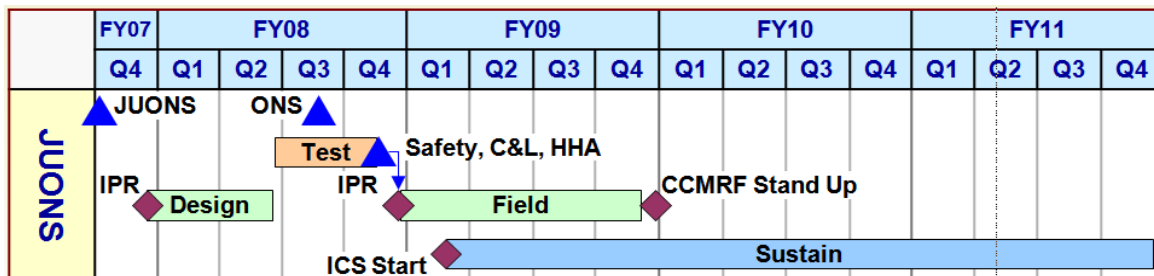 FY07 FY08 FY09 FY10 FY11
Q4 Q1 Q2 Q3 Q4 Q1 Q2 Q3 Q4 Q1 Q2 Q3 Q4 Q1 Q2 Q3 Q4
JUONS
JUONS ONS
Test Safety, C&L, HHA
IPR Design IPR Field CCMRF Stand Up
ICS Start Sustain